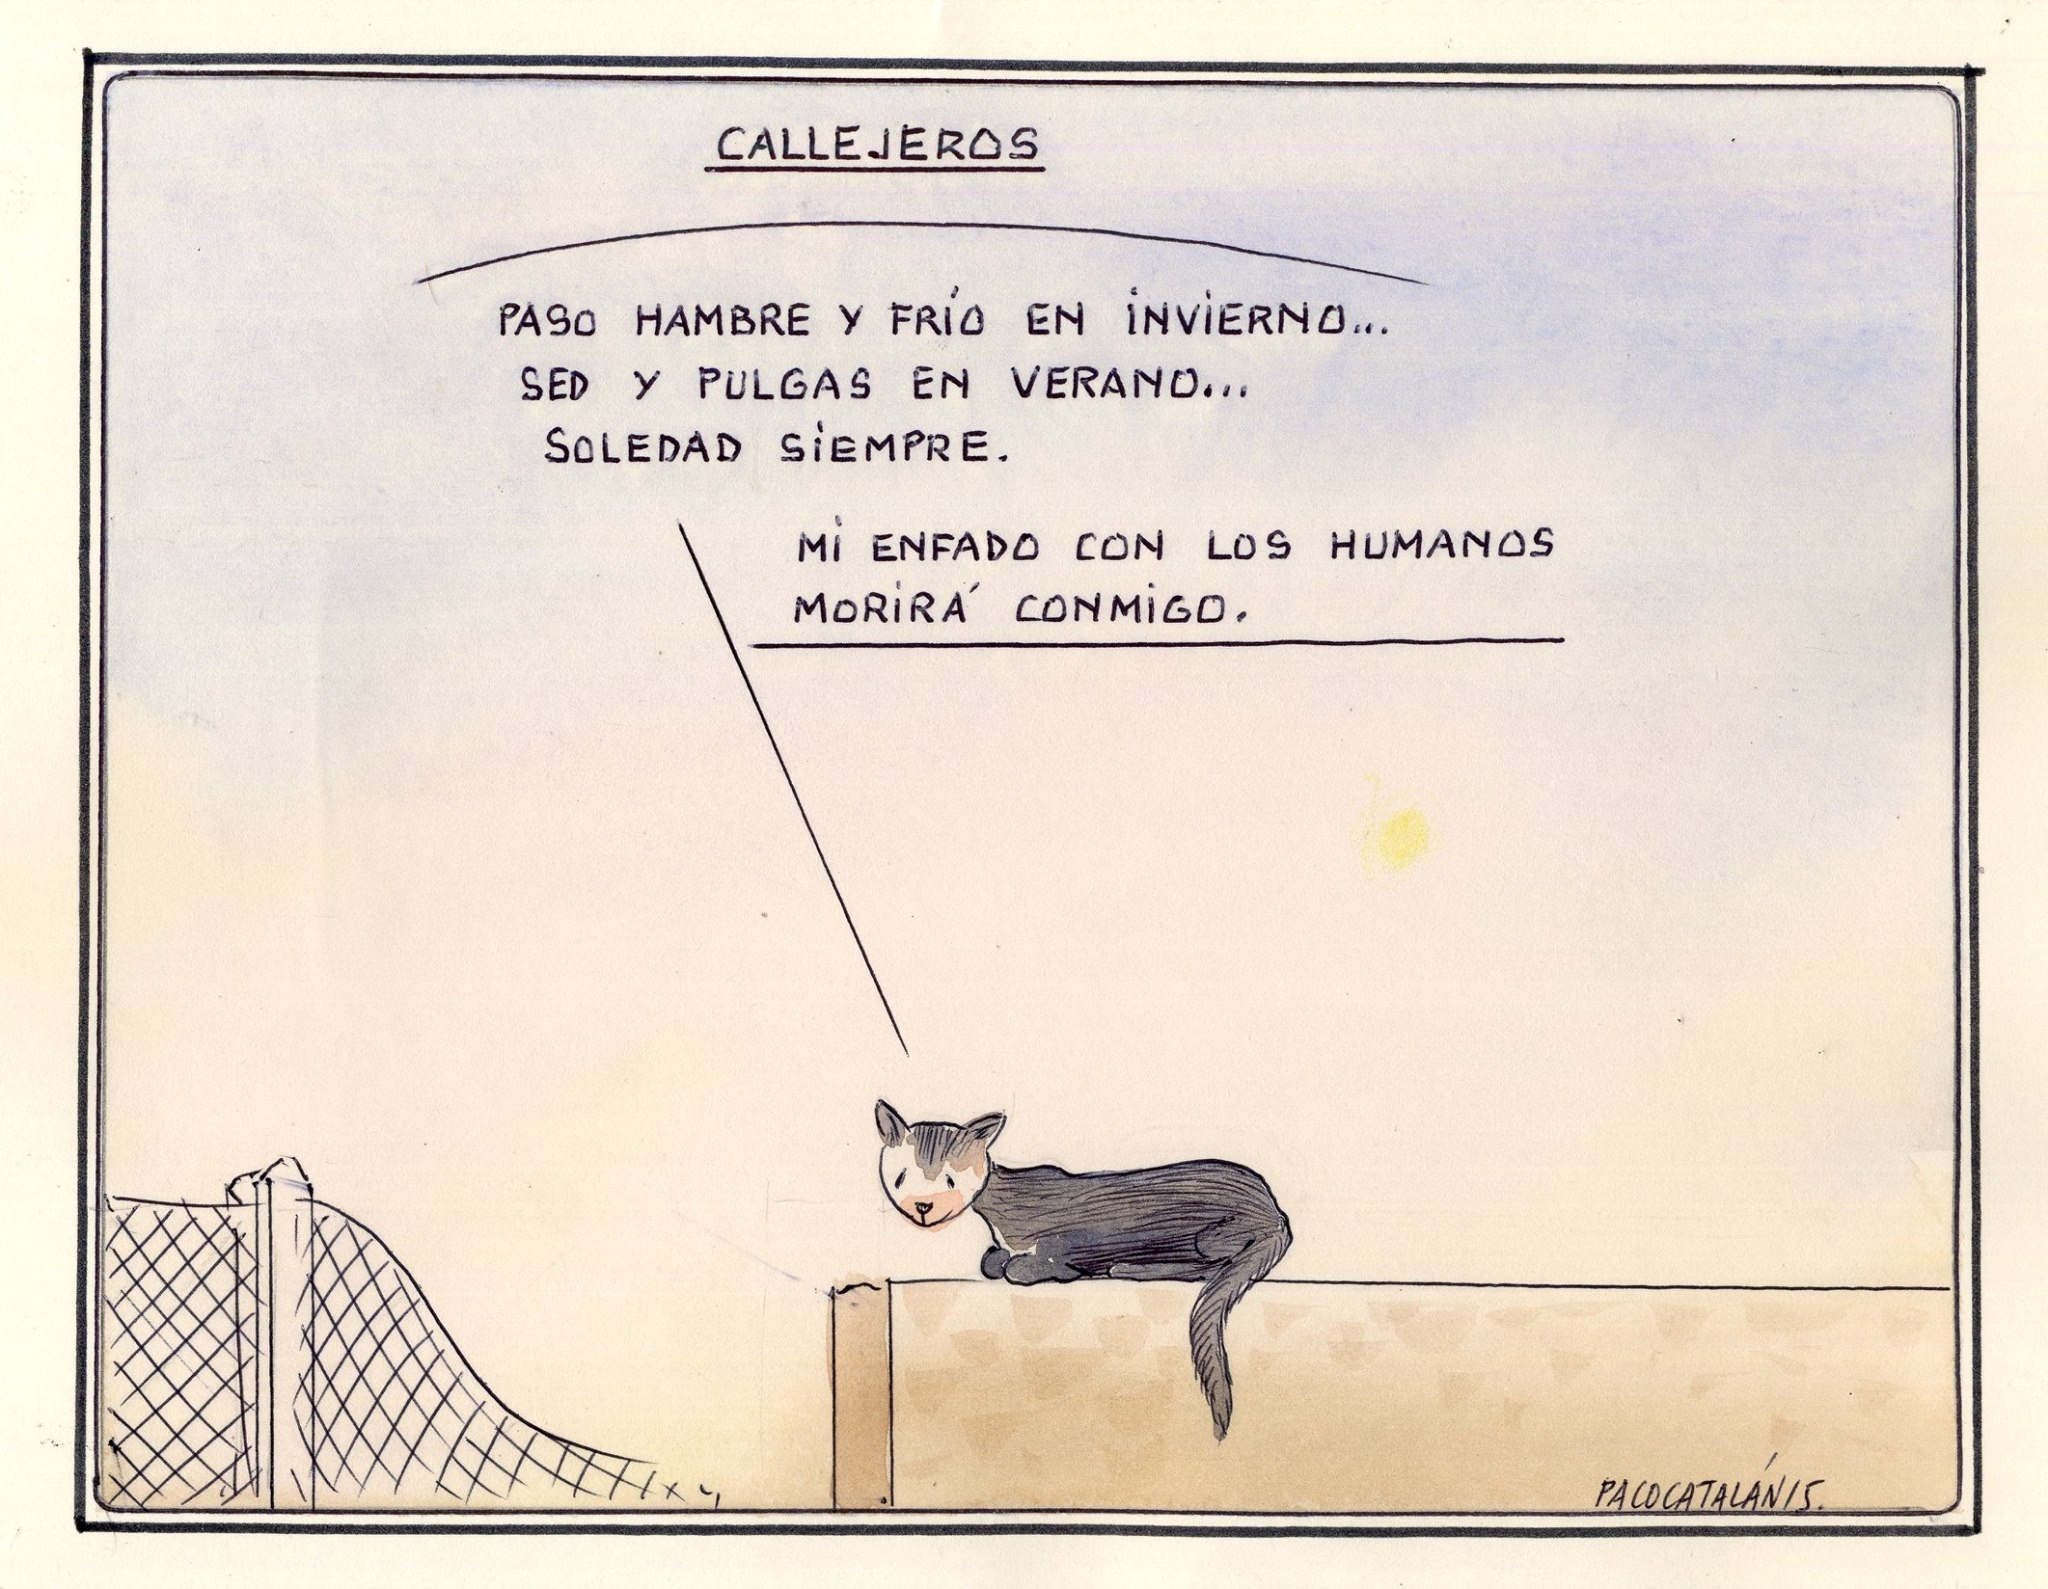 CALLEJEROS
PASO HAMBRE Y FRÍO EN INVIERNO...
SED Y PULGAS EN VERANO...
SOLEDAD SIEMPRE.
MI ENFADO CON LOS HUMANOS
MORIRÁ CONMIGO.
PACOCATALÁN15.